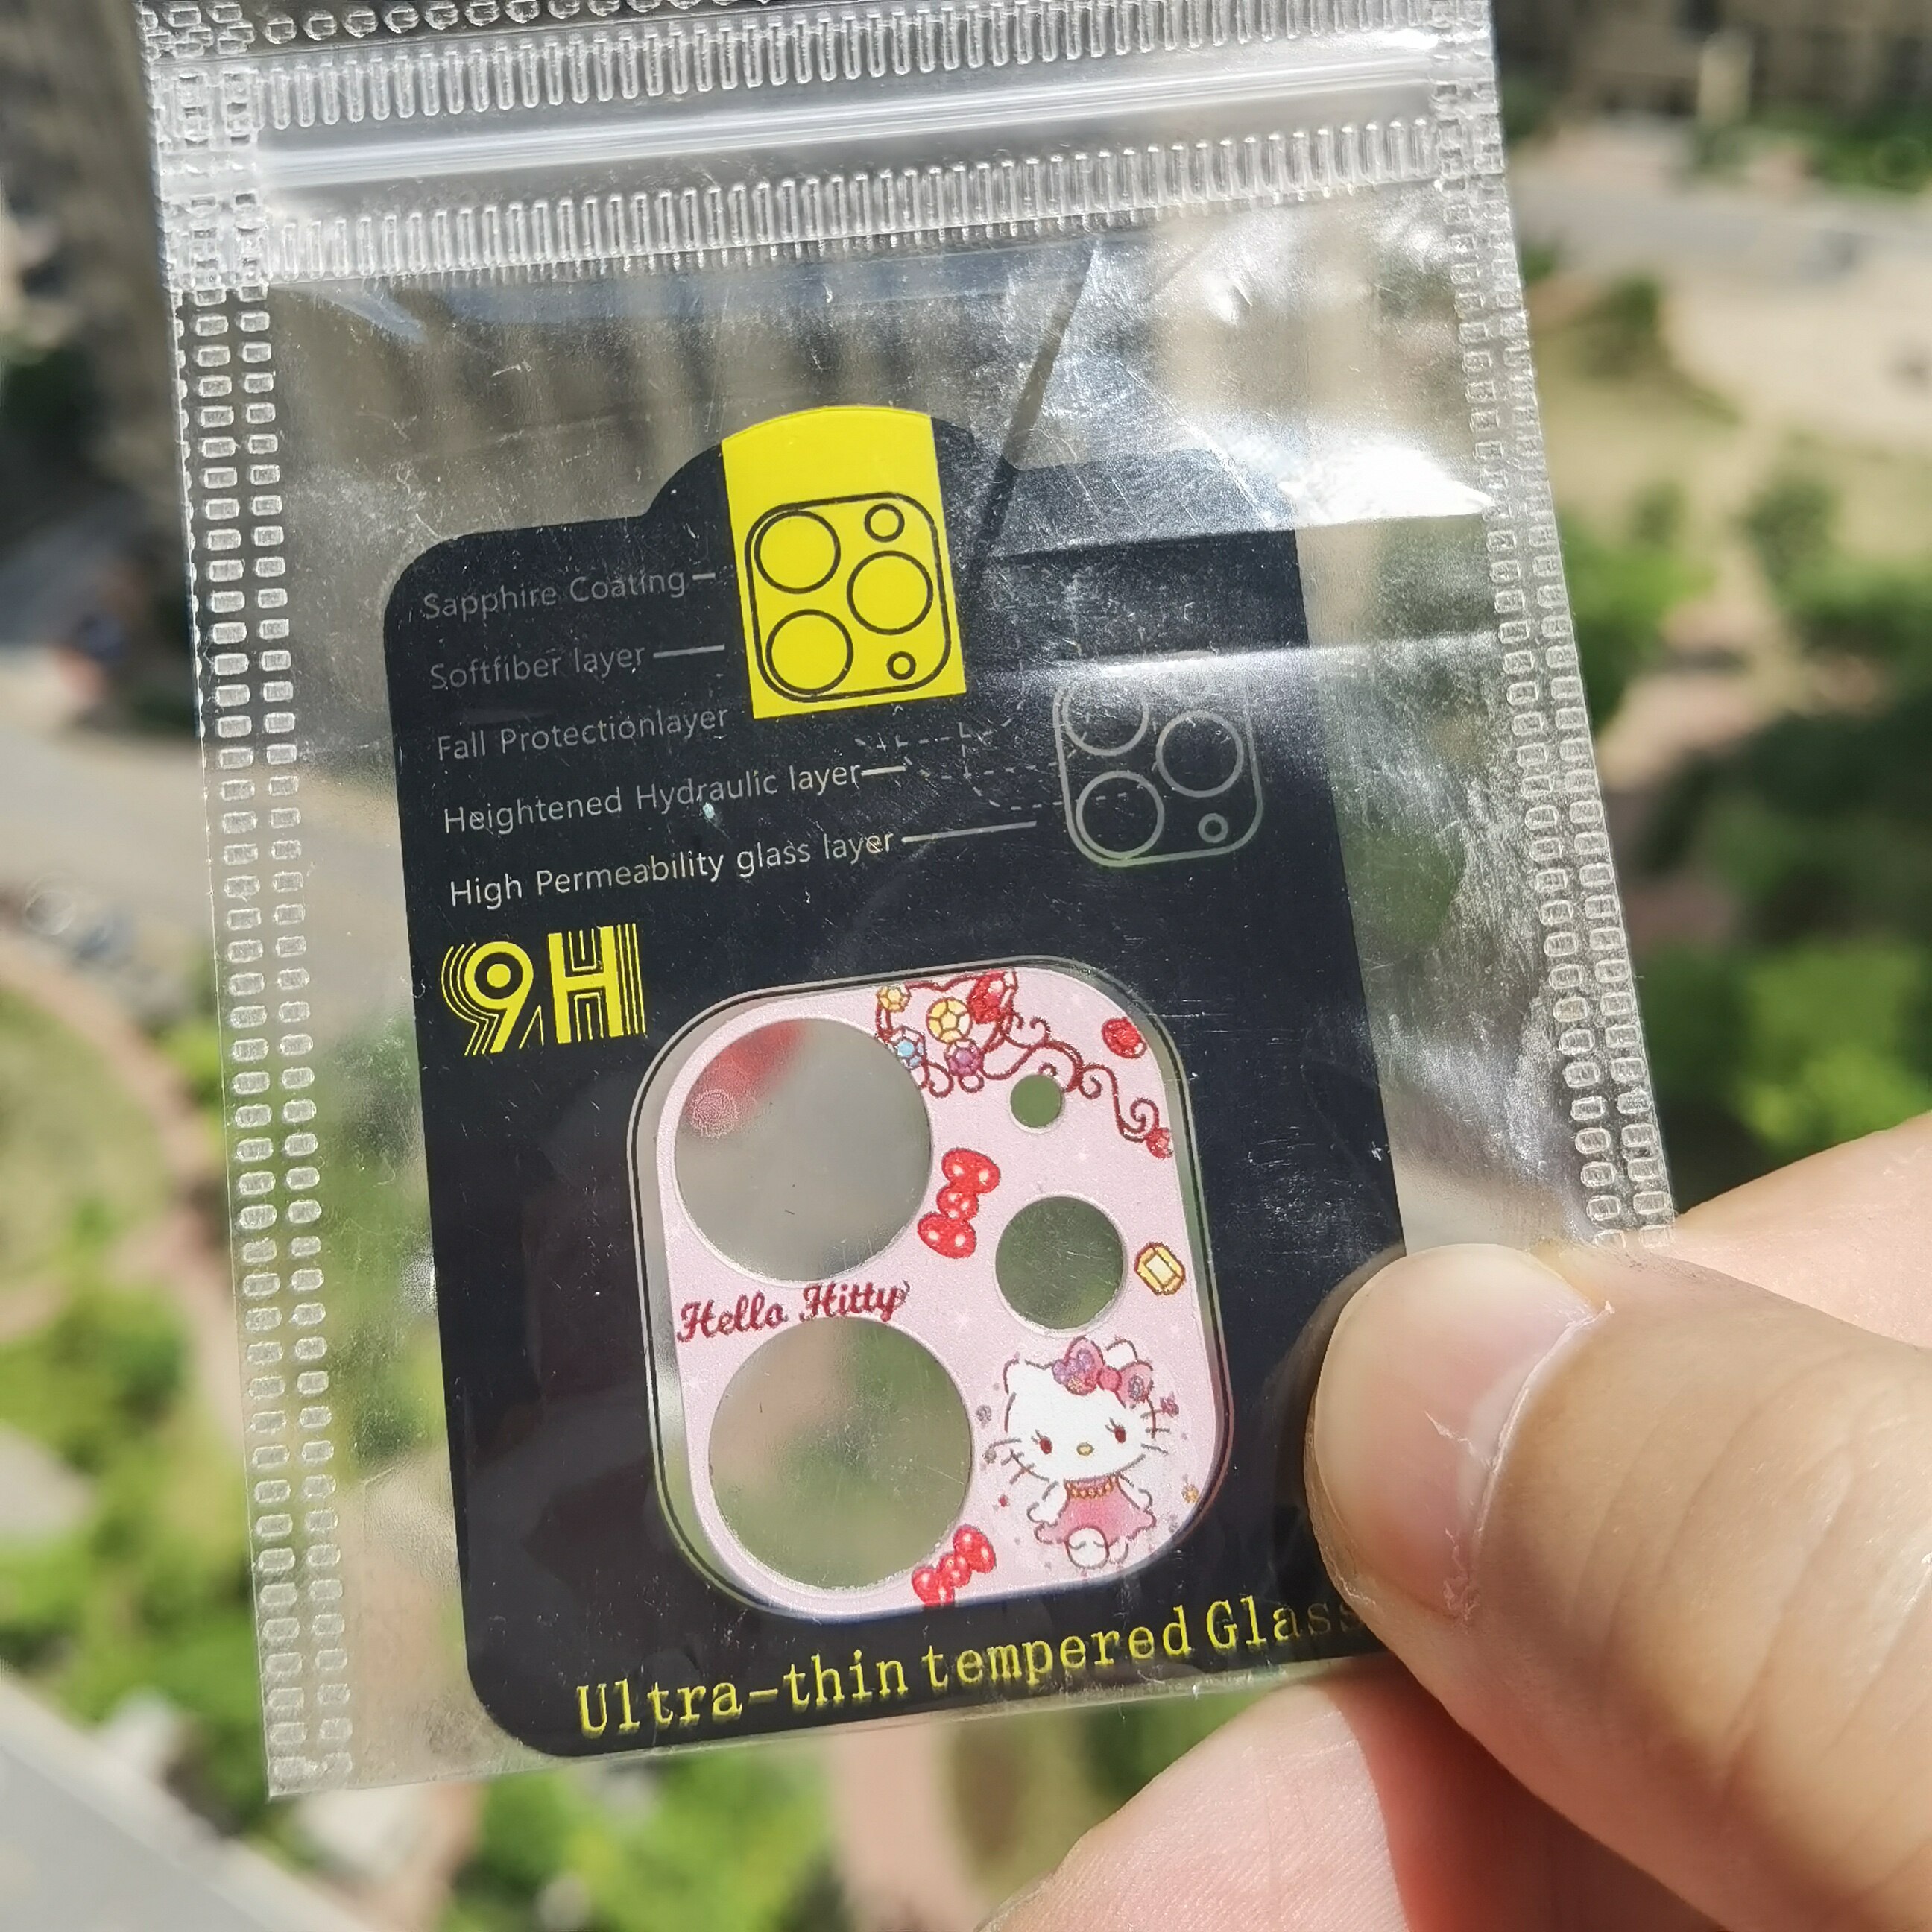 Sapphire Coating
Softfiber layer
Fall Protectionlayer
Heightened Hydraulic layer
High Permeability glass layer
9H
Hello Hitty
Ultra-thin tempered Glass